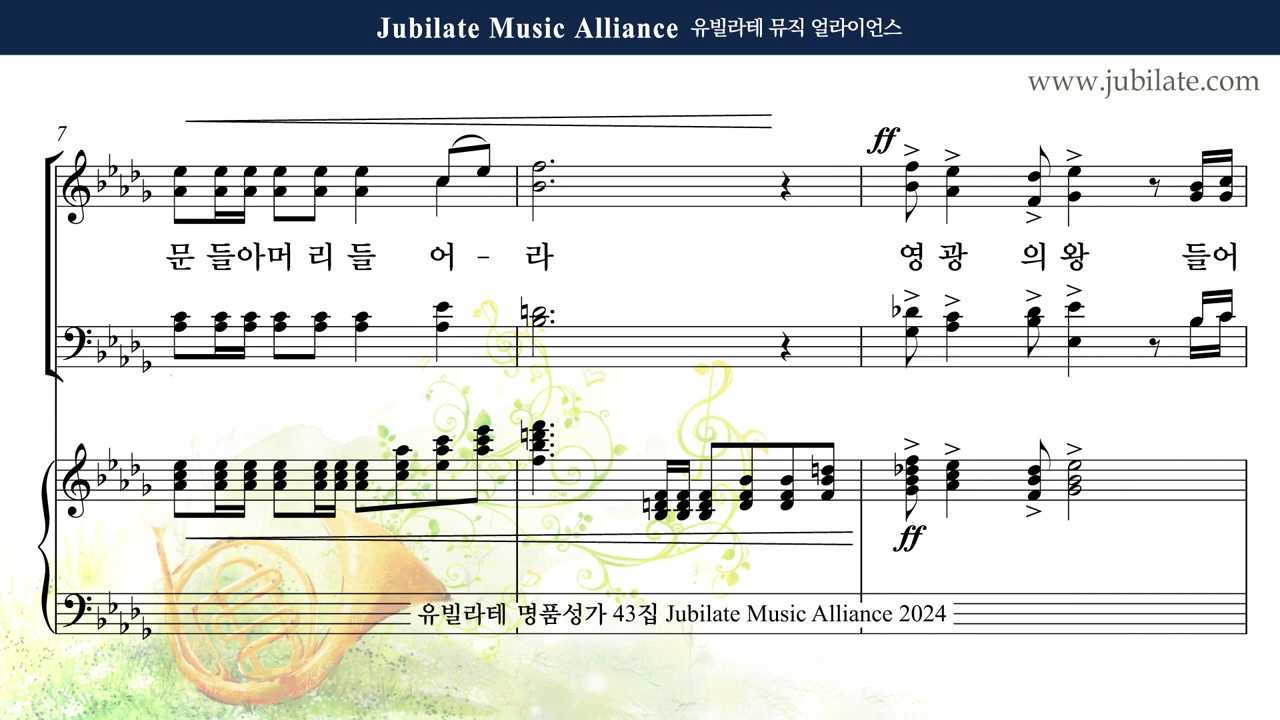 Jubilate Music Alliance 유빌라테 뮤직 얼라이언스
www.jubilate.com
7
ff
문 들아머 리 들 어 - 라 영 광 의 왕 들어
ff
유빌라테 명품성가 43집 Jubilate Music Alliance 2024